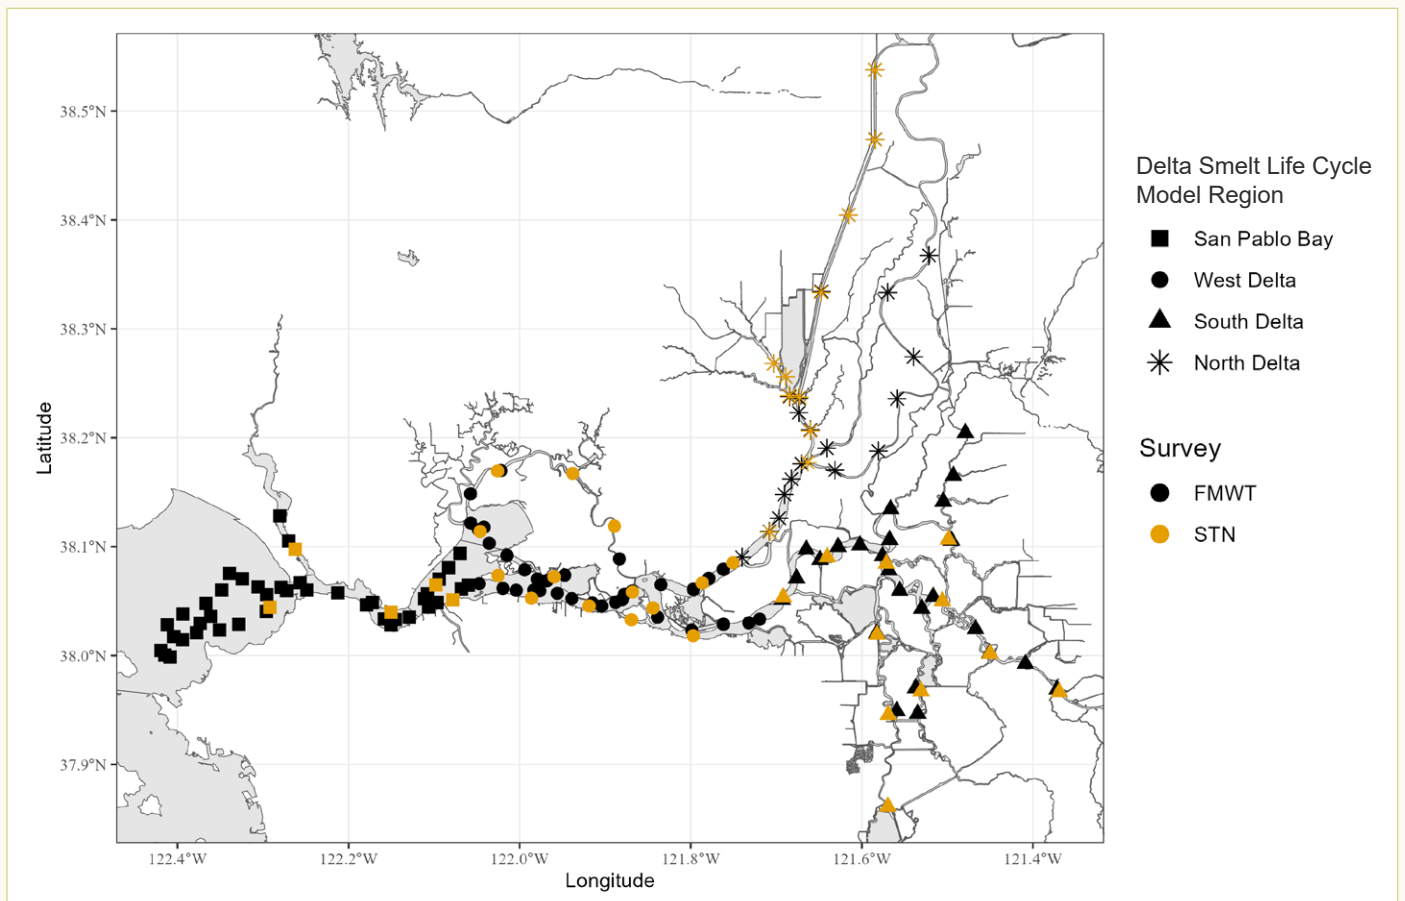 38.5°N
38.4°N
38.3°N
38.2°N
38.1°N
38.0°N
37.9°N
Latitude
122.4°W
122.2°W
122.0°W
121.8°W
121.6°W
121.4°W
Longitude
Delta Smelt Life Cycle
Model Region
San Pablo Bay
West Delta
South Delta
North Delta
Survey
FMWT
STN